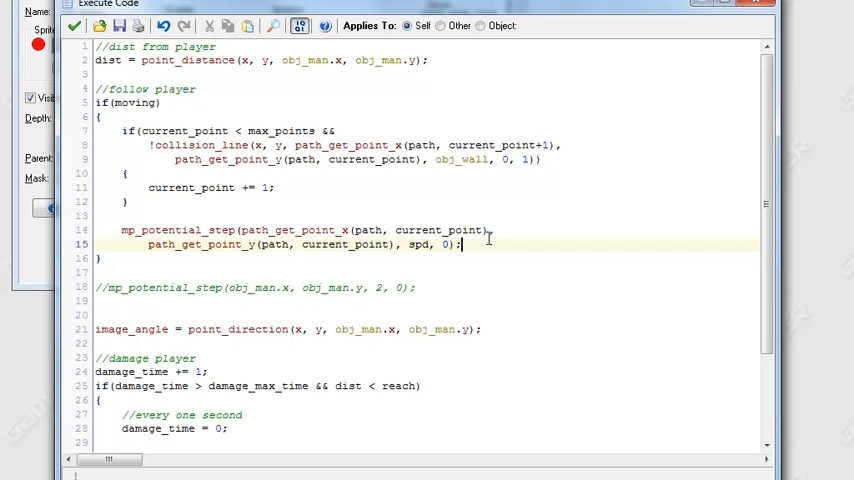 Execute Code
Name:
Sprite
Visib
Depth:
Parent:
Mask:
Applies To: Self Other Object:
1 //dist from player
2 dist = point_distance(x, y, obj_man.x, obj_man.y);
3
4 //follow player
5 if(moving)
6 {
7 if(current_point < max_points &&
8 !collision_line(x, y, path_get_point_x(path, current_point+1),
9 path_get_point_y(path, current_point), obj_wall, 0, 1))
10 {
11 current_point += 1;
12 }
13
14 mp_potential_step(path_get_point_x(path, current_point),
15 path_get_point_y(path, current_point), spd, 0);
16 }
17
18 //mp_potential_step(obj_man.x, obj_man.y, 2, 0);
19
20
21 image_angle = point_direction(x, y, obj_man.x, obj_man.y);
22
23 //damage player
24 damage_time += 1;
25 if(damage_time > damage_max_time && dist < reach)
26 {
27 //every one second
28 damage_time = 0;
29